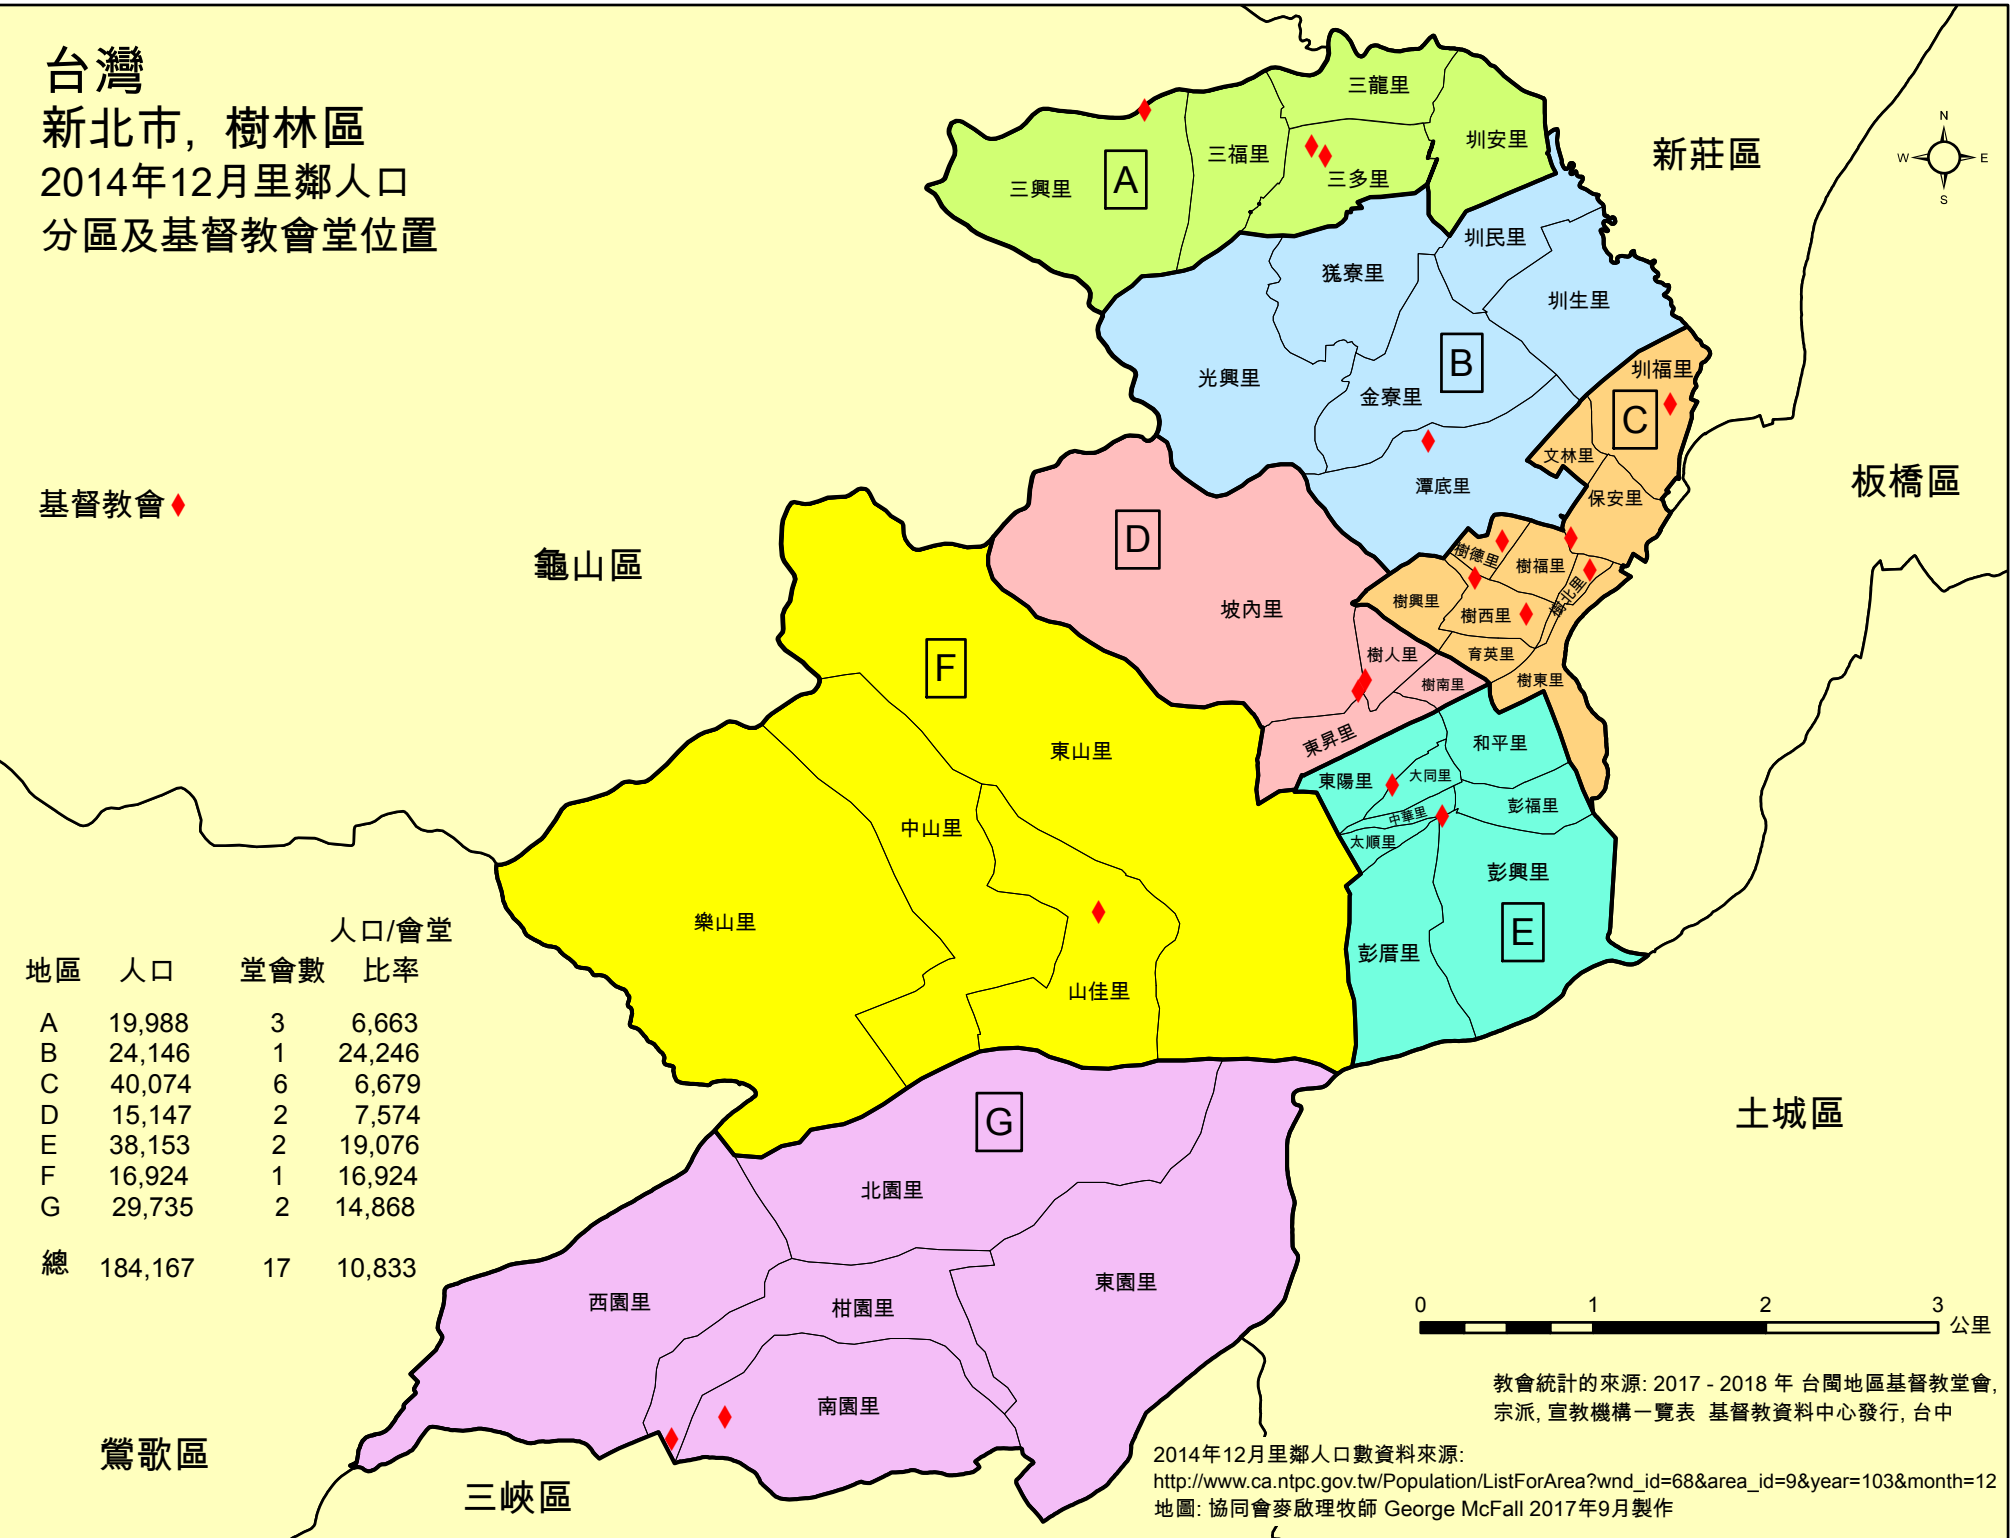 台灣
新北市, 樹林區
2014年12月里鄰人口
分區及基督教會堂位置
N
W E
S
新莊區
三龍里
圳安里
三福里
三多里
三興里
A
圳民里
猐寮里
圳生里
B
光興里
金寮里
潭底里
圳福里
C
文林里
保安里
板橋區
基督教會
龜山區
D
樹德里
樹福里
樹北里
樹興里
樹西里
坡內里
樹人里
育英里
樹南里
樹東里
F
東昇里
和平里
東山里
東陽里
大同里
彭福里
中華里
太順里
中山里
彭興里
樂山里
E
彭厝里
山佳里
人口/會堂
地區 人口 堂會數 比率
A 19,988 3 6,663
B 24,146 1 24,246
C 40,074 6 6,679
D 15,147 2 7,574
E 38,153 2 19,076
F 16,924 1 16,924
G 29,735 2 14,868
總 184,167 17 10,833
土城區
G
北園里
東園里
西園里
柑園里
南園里
0 1 2 3
公里
鶯歌區
三峽區
教會統計的來源: 2017 - 2018 年 台閩地區基督教堂會,
宗派, 宣教機構一覽表 基督教資料中心發行, 台中
2014年12月里鄰人口數資料來源:
http://www.ca.ntpc.gov.tw/Population/ListForArea?wnd_id=68&area_id=9&year=103&month=12
地圖: 協同會麥啟理牧師 George McFall 2017年9月製作